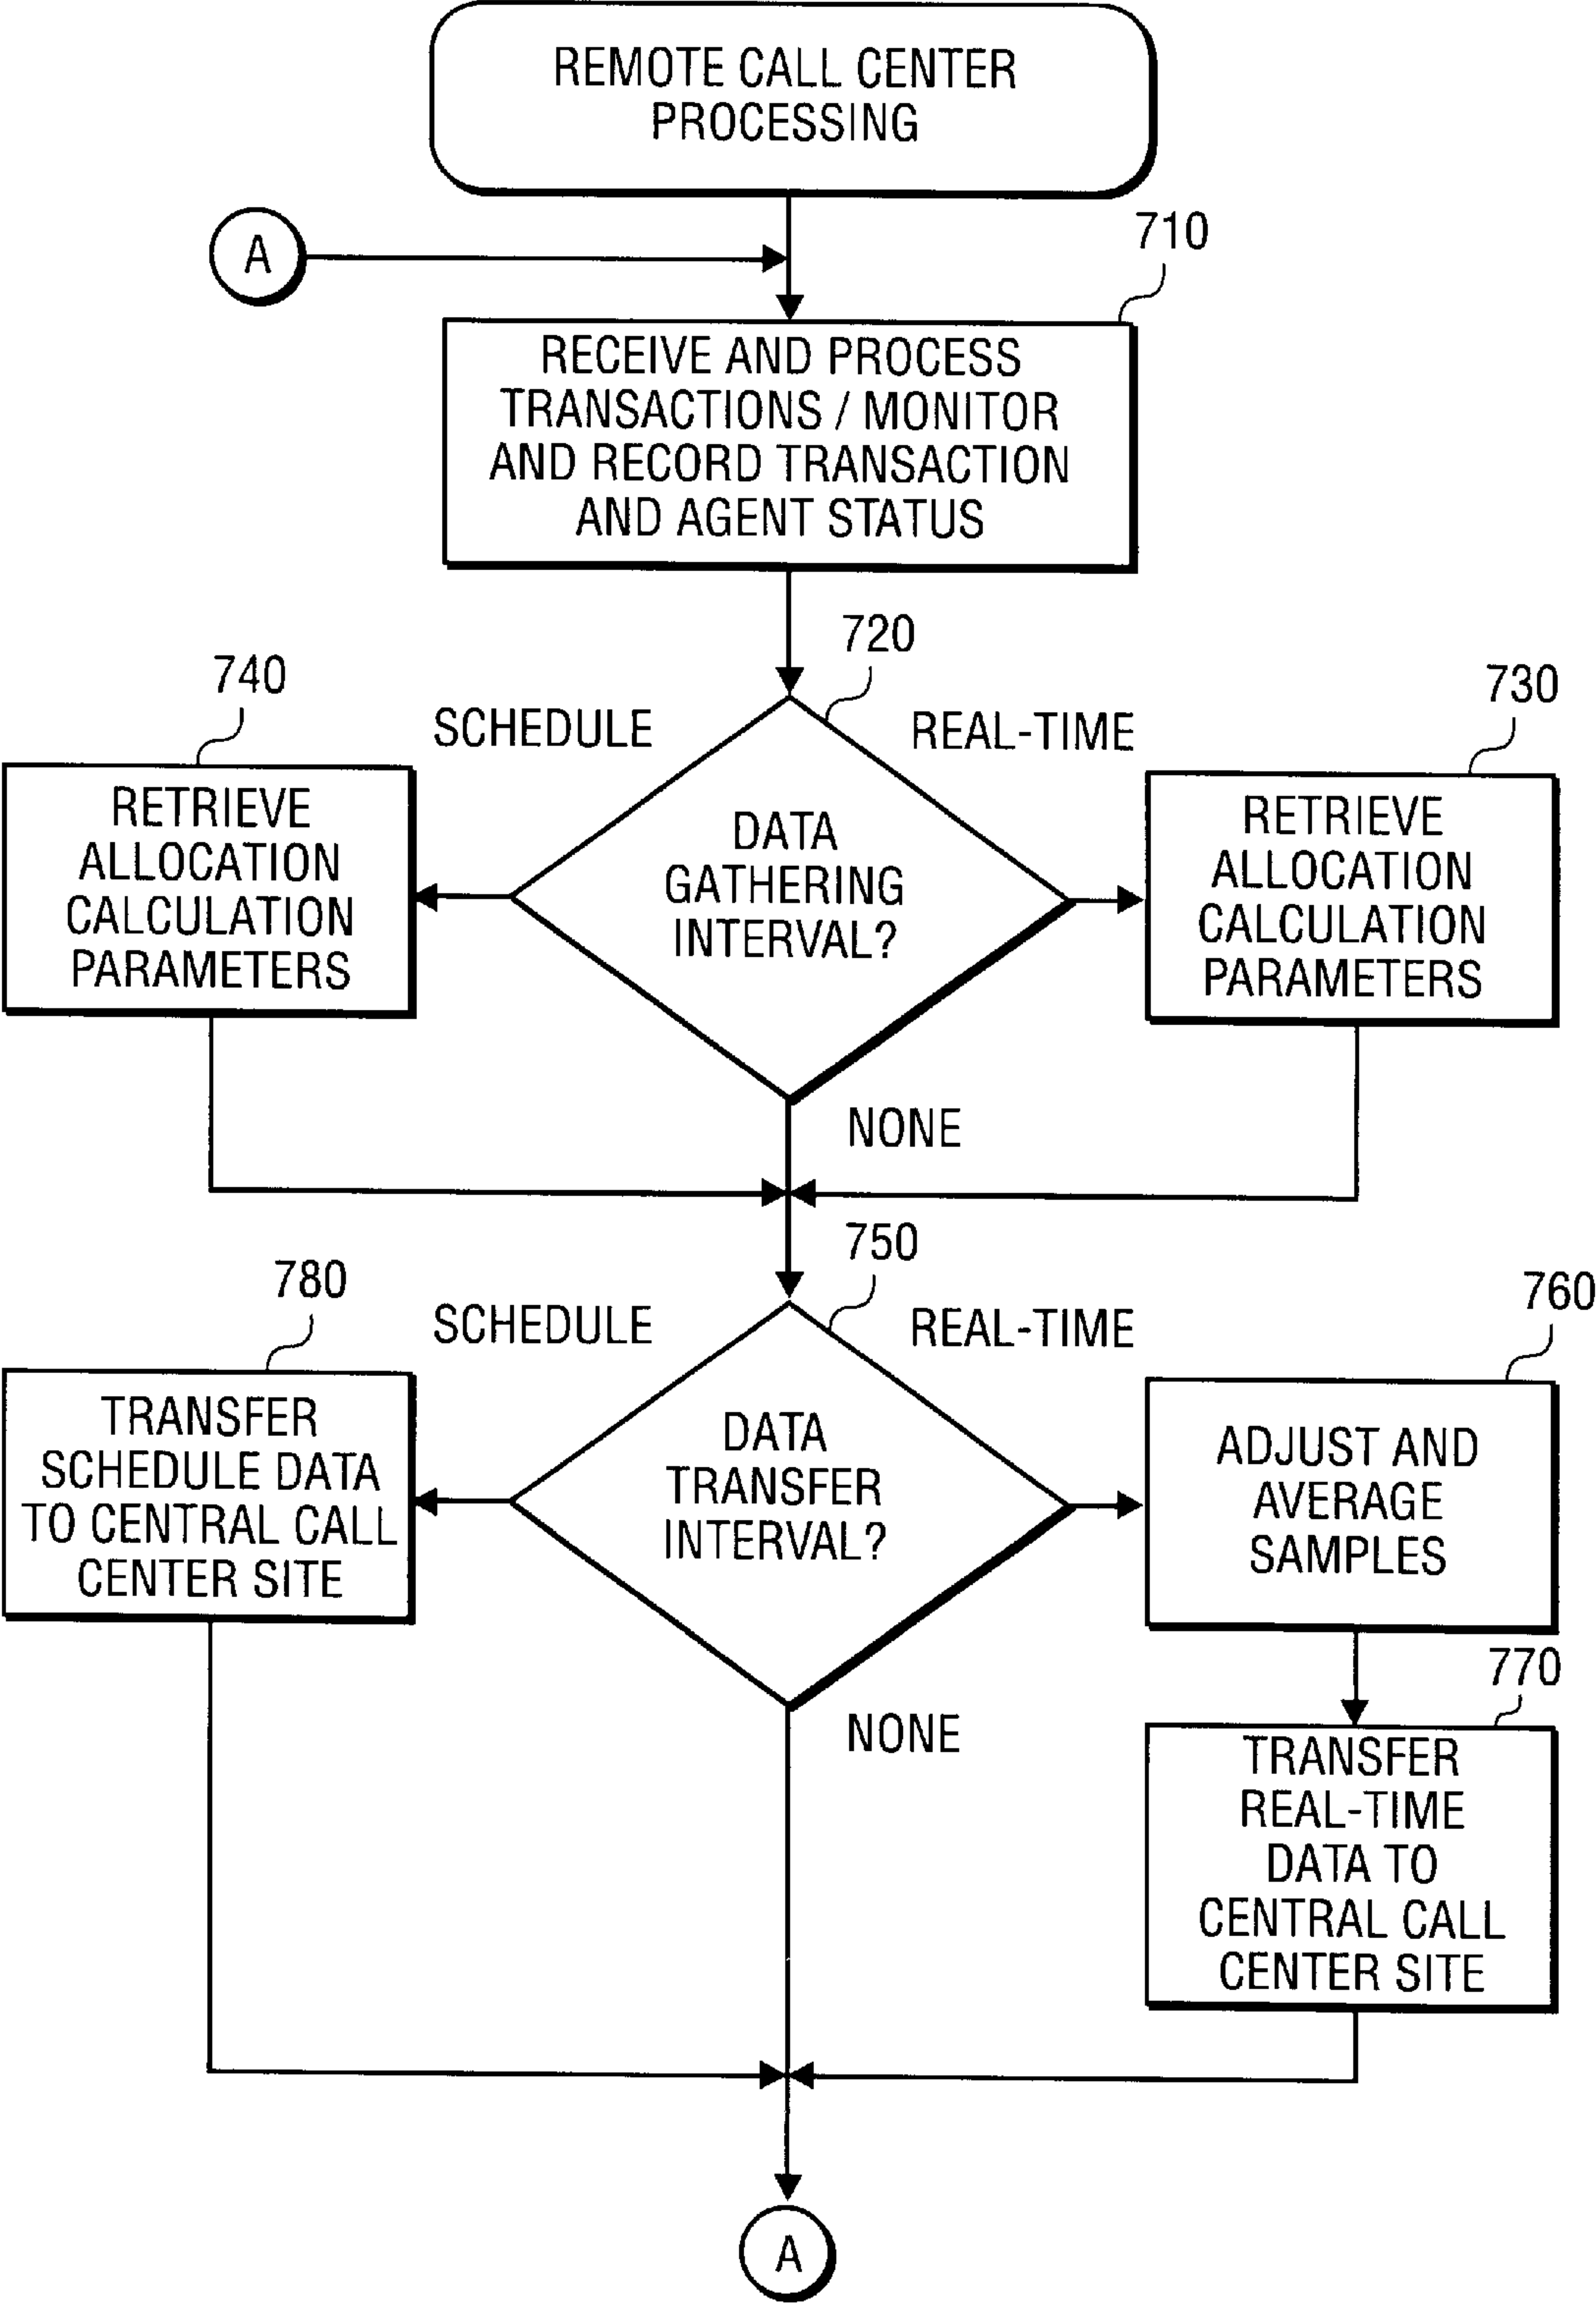 REMOTE CALL CENTER
PROCESSING
A
710
RECEIVE AND PROCESS
TRANSACTIONS / MONITOR
AND RECORD TRANSACTION
AND AGENT STATUS
720
740
730
SCHEDULE
REAL-TIME
RETRIEVE
ALLOCATION
CALCULATION
PARAMETERS
DATA
GATHERING
INTERVAL?
RETRIEVE
ALLOCATION
CALCULATION
PARAMETERS
NONE
750
780
760
SCHEDULE
REAL-TIME
TRANSFER
SCHEDULE DATA
TO CENTRAL CALL
CENTER SITE
DATA
TRANSFER
INTERVAL?
ADJUST AND
AVERAGE
SAMPLES
770
NONE
TRANSFER
REAL-TIME
DATA TO
CENTRAL CALL
CENTER SITE
A